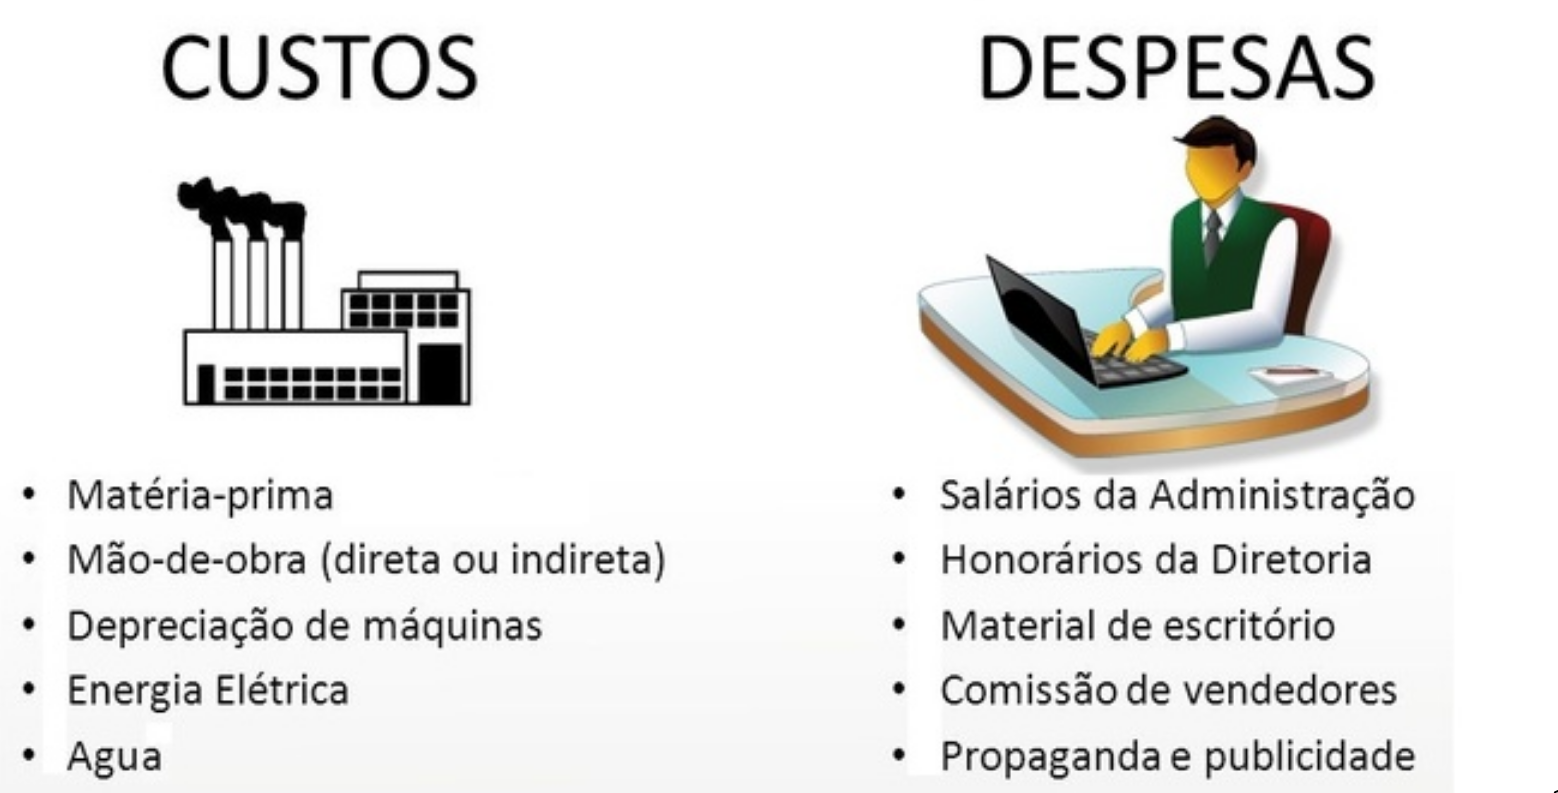 CUSTOS
• Matéria-prima
• Mão-de-obra (direta ou indireta)
• Depreciação de máquinas
• Energia Elétrica
• Agua
DESPESAS
• Salários da Administração
• Honorários da Diretoria
• Material de escritório
• Comissão de vendedores
• Propaganda e publicidade